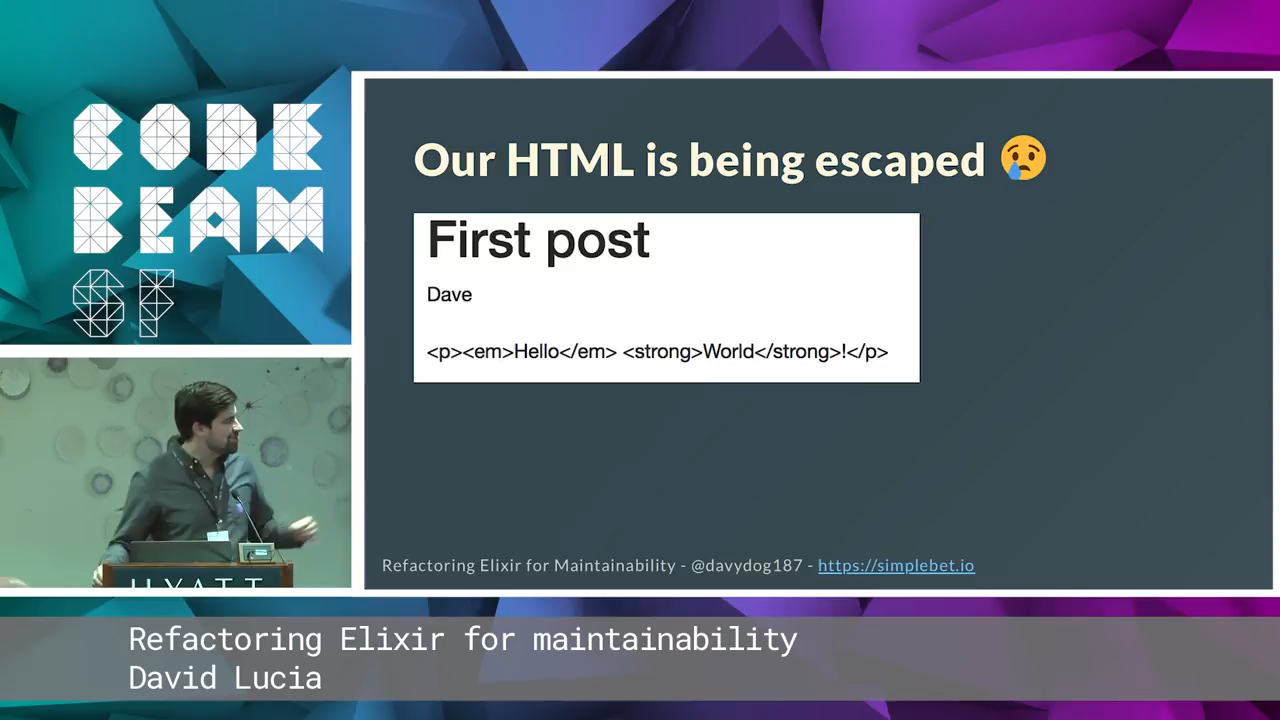 CODE
BEAM
SF
Our HTML is being escaped 😢
First post
Dave
<p><em>Hello</em> <strong>World</strong>!</p>
Refactoring Elixir for Maintainability - @davydog187 - https://simplebet.io
HYATT
Refactoring Elixir for maintainability
David Lucia